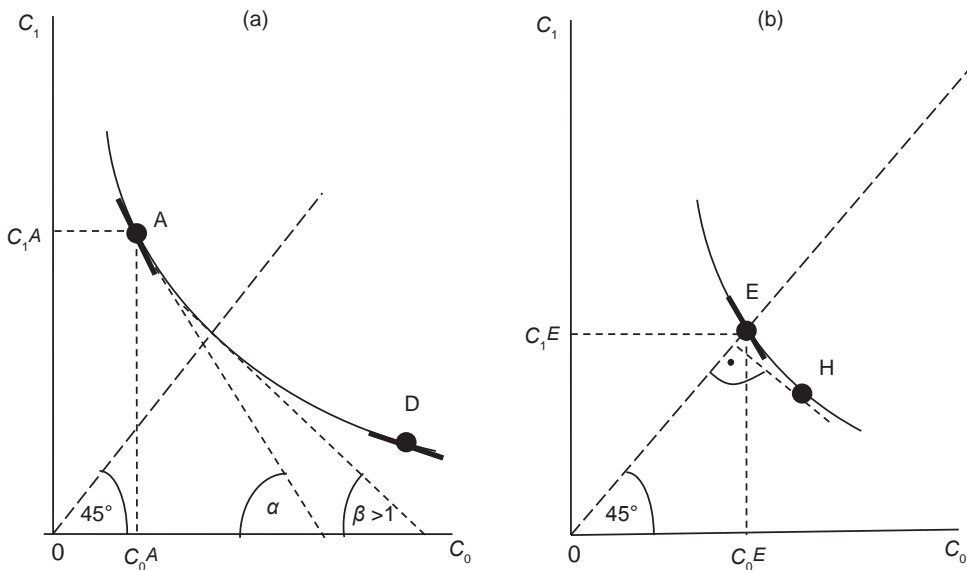 (a)
C₁
A
C₁A
D
45°
α
β >1
0
C₀A
C₀
(b)
C₁
E
C₁E
H
45°
0
C₀E
C₀